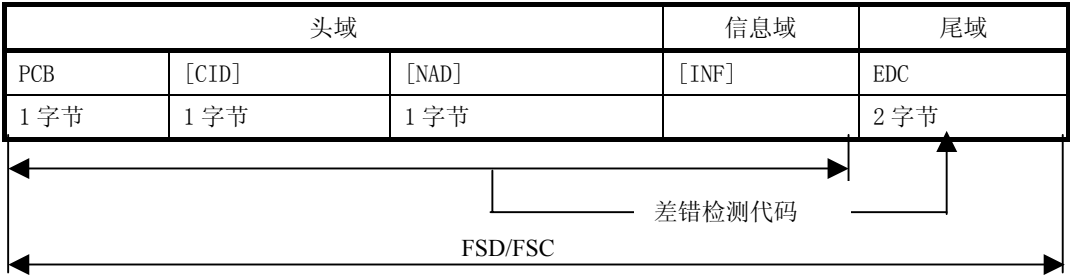 头域 信息域 尾域
PCB [CID] [NAD] [INF] EDC
1 字节 1 字节 1 字节 2 字节
差错检测代码
FSD/FSC